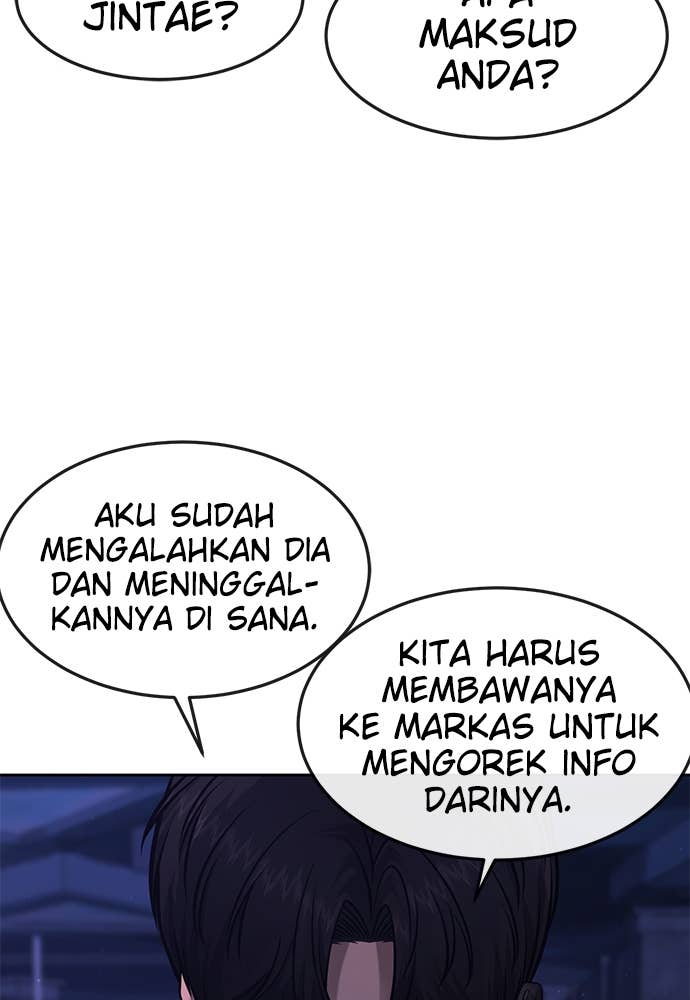 JINTAE?
APA
MAKSUD
ANDA?
AKU SUDAH
MENGALAHKAN DIA
DAN MENINGGAL-
KANNYA DI SANA.
KITA HARUS
MEMBAWANYA
KE MARKAS UNTUK
MENGOREK INFO
DARINYA.